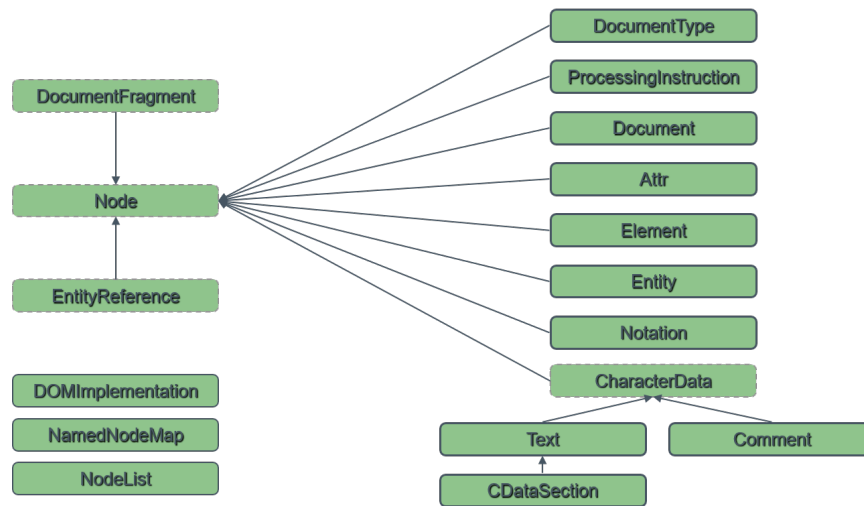 DocumentType
ProcessingInstruction
DocumentFragment
Document
Attr
Node
Element
Entity
EntityReference
Notation
CharacterData
DOMImplementation
NamedNodeMap
Text
Comment
NodeList
CDataSection